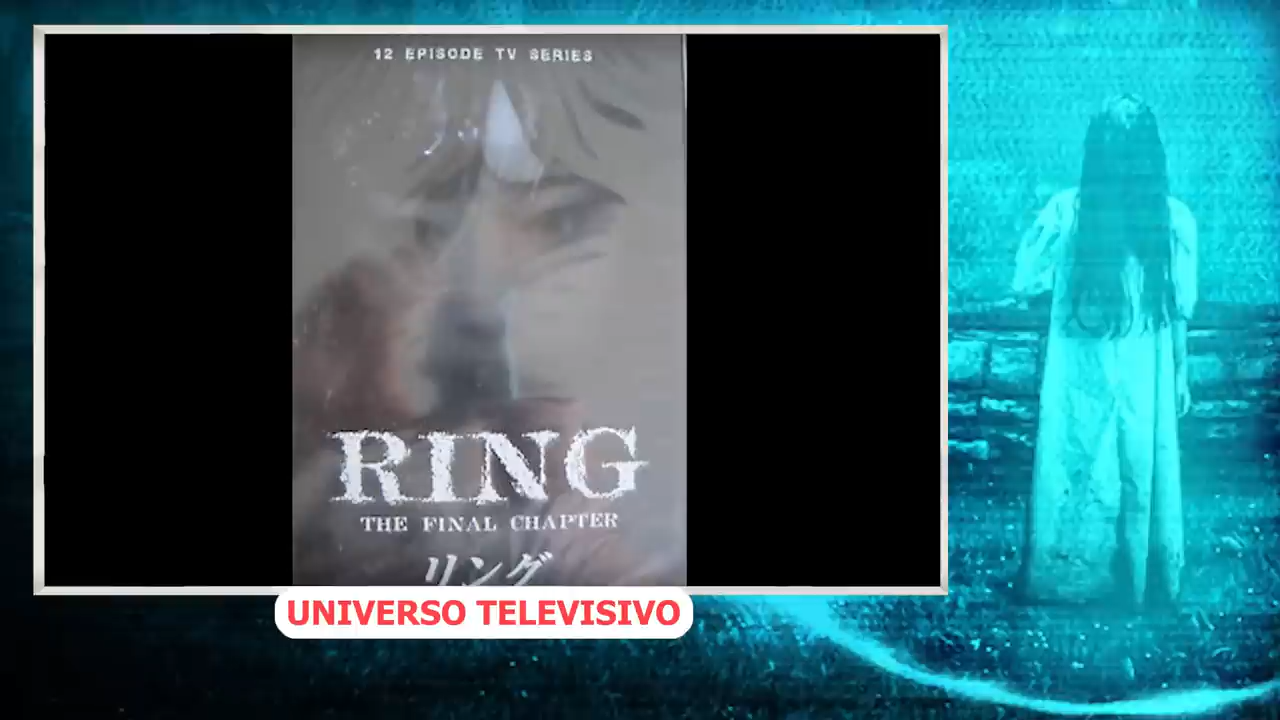 12 EPISODE TV SERIES
RING
THE FINAL CHAPTER
リング
UNIVERSO TELEVISIVO